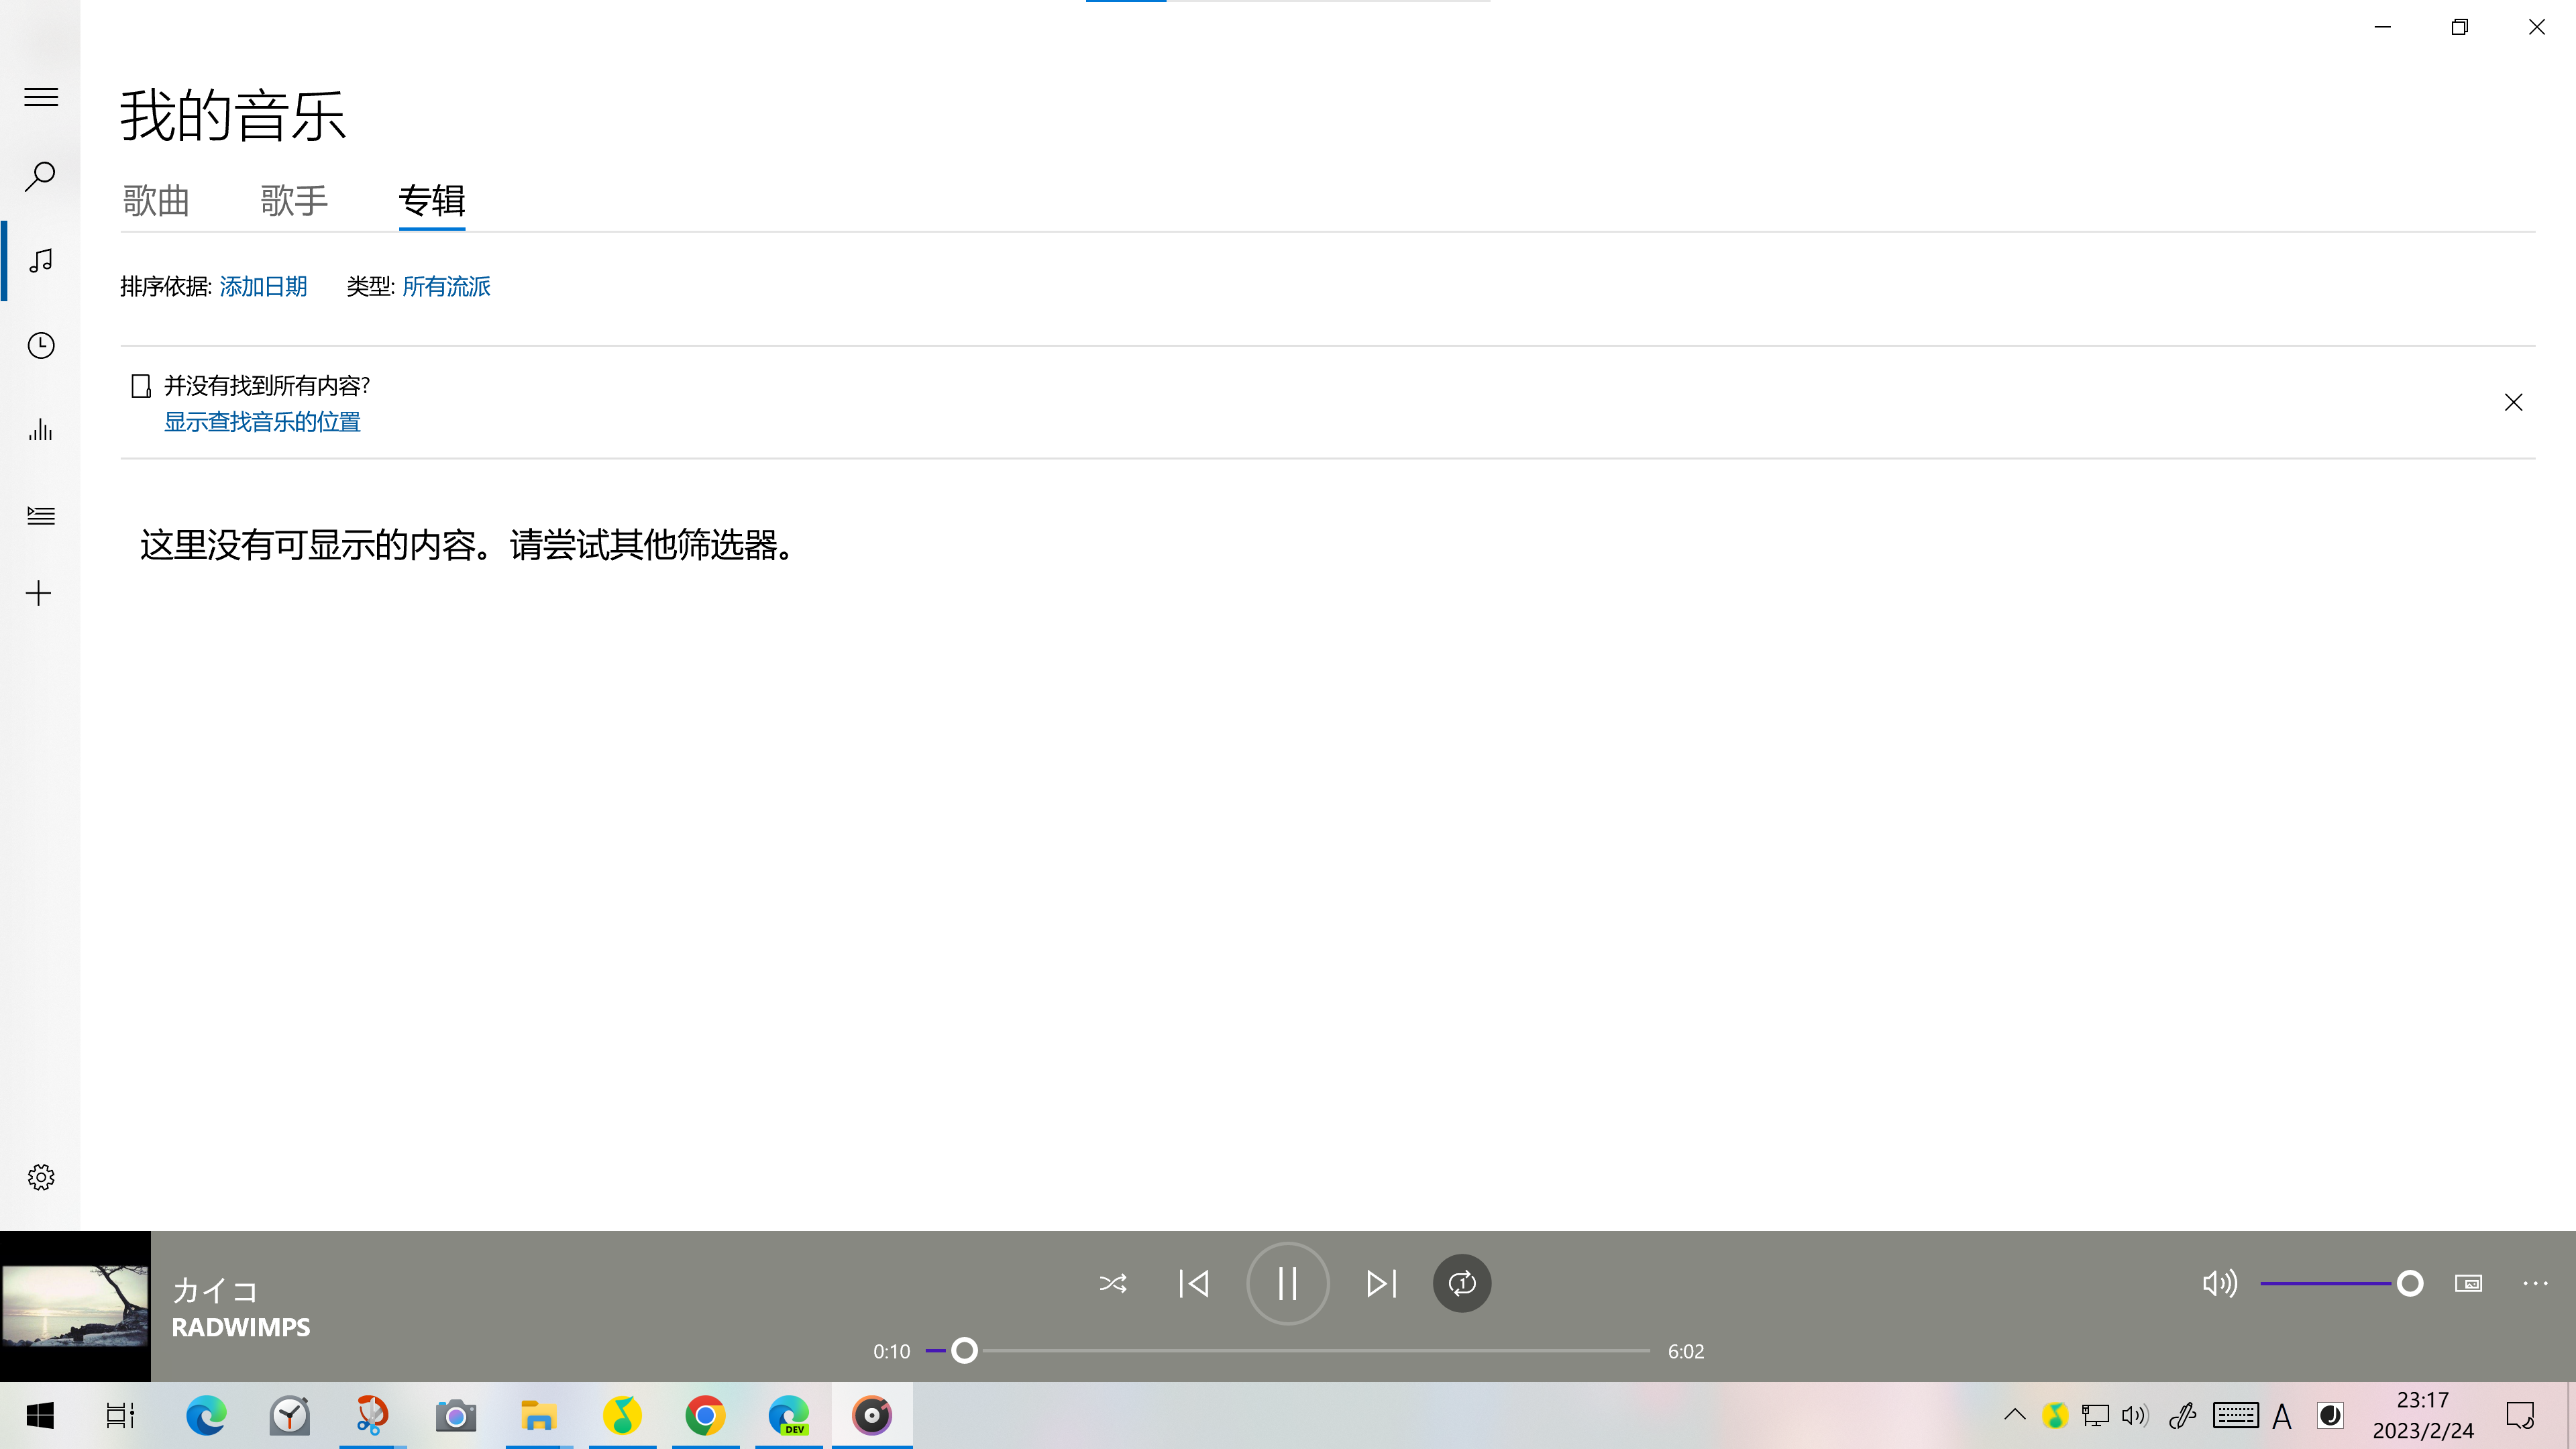 我的音乐
歌曲 歌手 专辑
排序依据: 添加日期 类型: 所有流派
并没有找到所有内容?
显示查找音乐的位置
这里没有可显示的内容。请尝试其他筛选器。
カイコ
RADWIMPS
1
0:10 6:02
DEV
A
23:17
2023/2/24